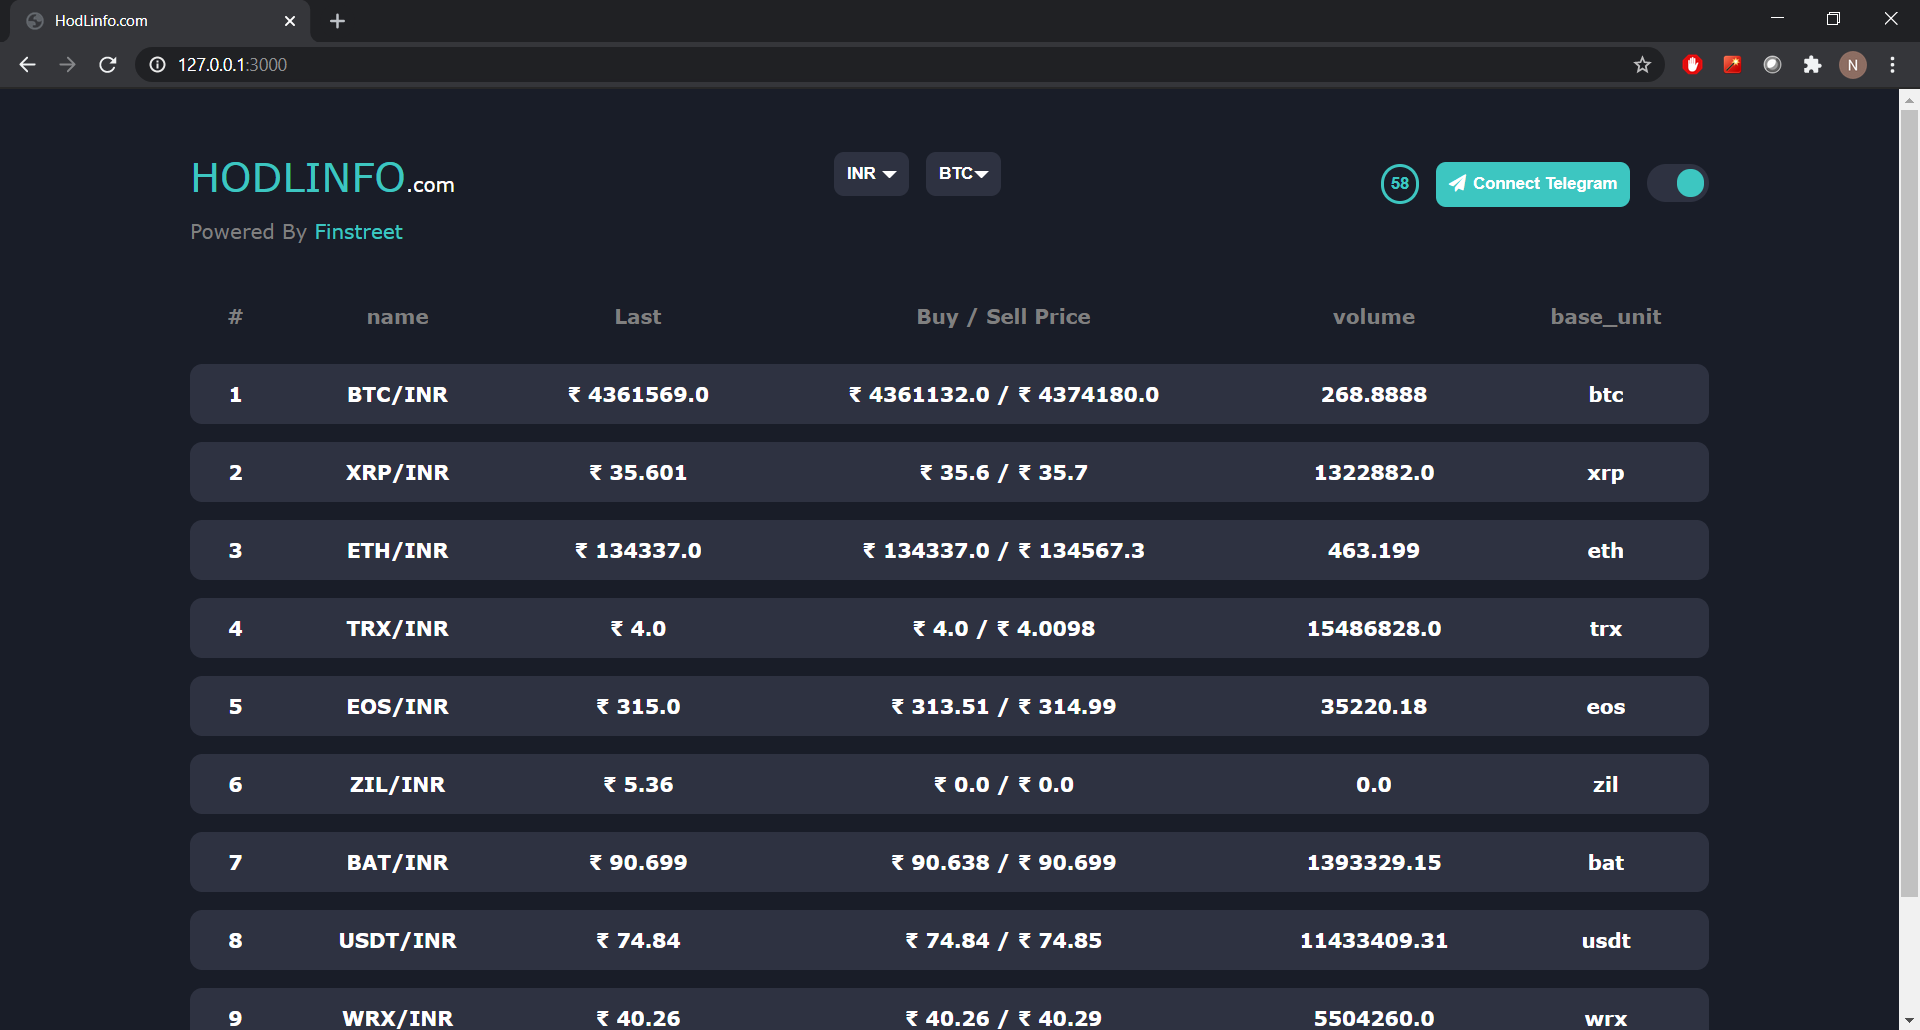 HodLinfo.com
127.0.0.1:3000
N
HODLINFO.com
INR
BTC
58
Connect Telegram
Powered By Finstreet
# name Last Buy / Sell Price volume base_unit
1 BTC/INR ₹ 4361569.0 ₹ 4361132.0 / ₹ 4374180.0 268.8888 btc
2 XRP/INR ₹ 35.601 ₹ 35.6 / ₹ 35.7 1322882.0 xrp
3 ETH/INR ₹ 134337.0 ₹ 134337.0 / ₹ 134567.3 463.199 eth
4 TRX/INR ₹ 4.0 ₹ 4.0 / ₹ 4.0098 15486828.0 trx
5 EOS/INR ₹ 315.0 ₹ 313.51 / ₹ 314.99 35220.18 eos
6 ZIL/INR ₹ 5.36 ₹ 0.0 / ₹ 0.0 0.0 zil
7 BAT/INR ₹ 90.699 ₹ 90.638 / ₹ 90.699 1393329.15 bat
8 USDT/INR ₹ 74.84 ₹ 74.84 / ₹ 74.85 11433409.31 usdt
9 WRX/INR ₹ 40.26 ₹ 40.26 / ₹ 40.29 5504260.0 wrx